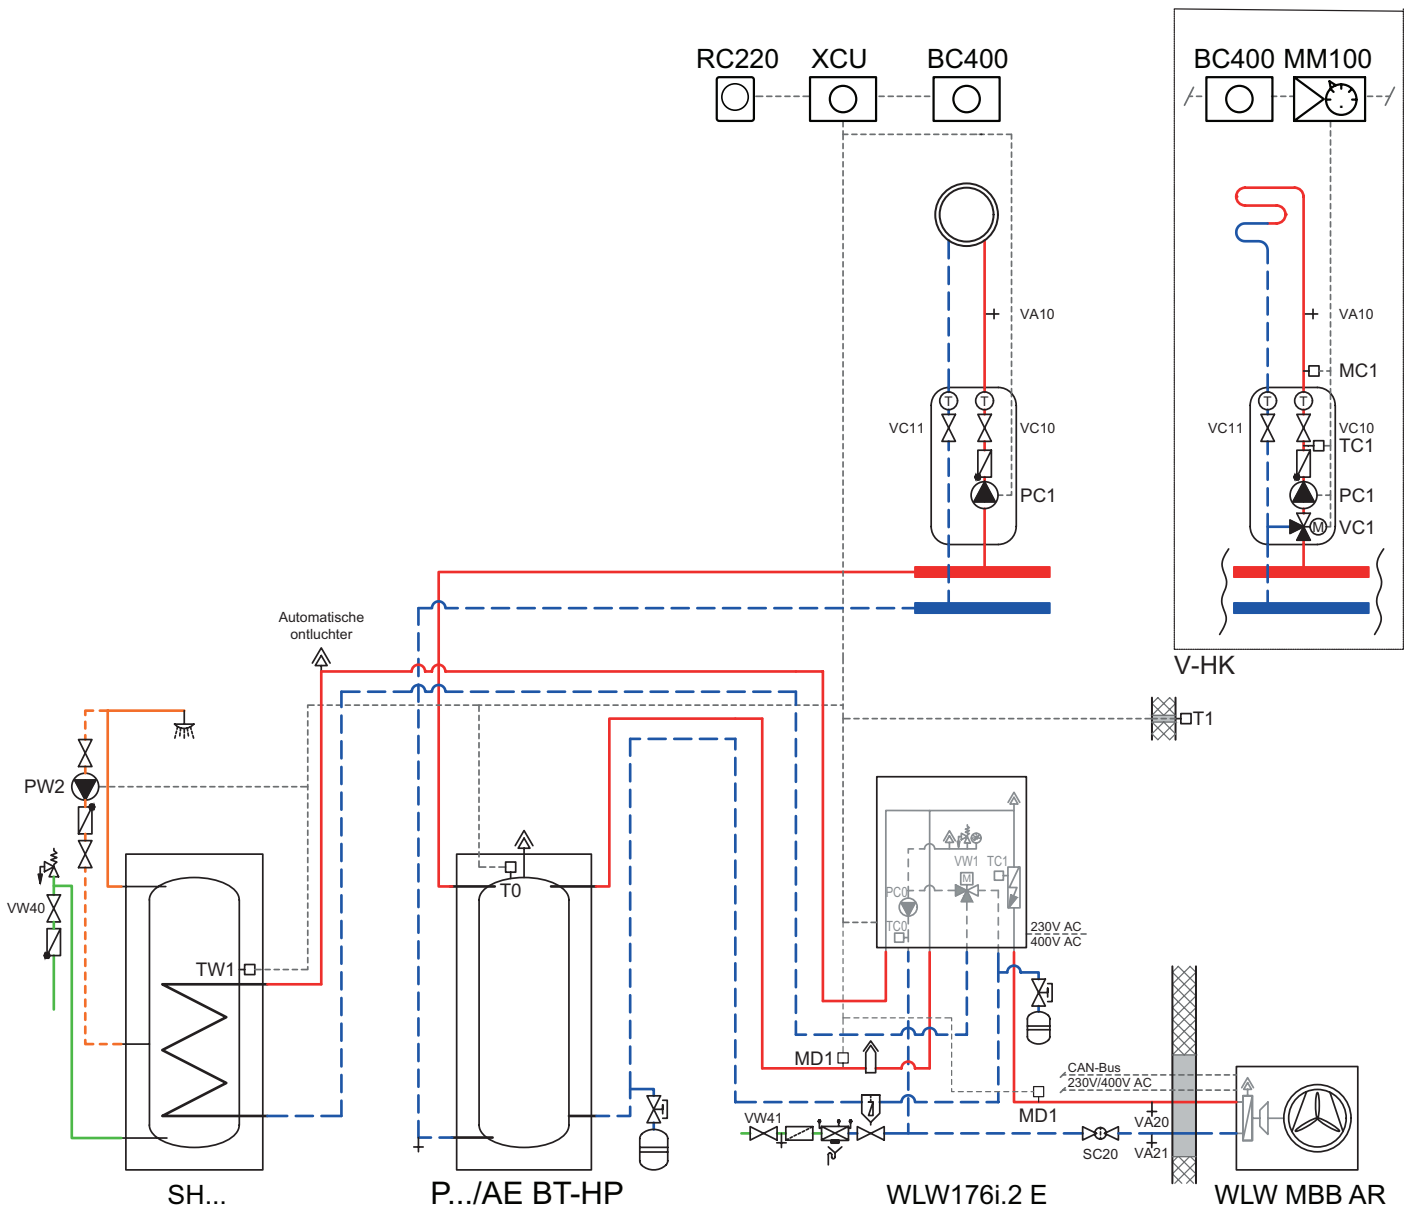 RC220 XCU BC400
BC400 MM100
VA10
VA10
MC1
T T
T T
VC11 VC10
VC11 VC10
TC1
PC1
PC1
M VC1
Automatische
ontluchter
V-HK
T1
PW2
VW1 TC1
M
PC0
T0
VW40
TC0
230V AC
400V AC
TW1
MD1
CAN-Bus
230V/400V AC
MD1
VW41
VA20
SC20
VA21
SH...
P.../AE BT-HP
WLW176i.2 E
WLW MBB AR